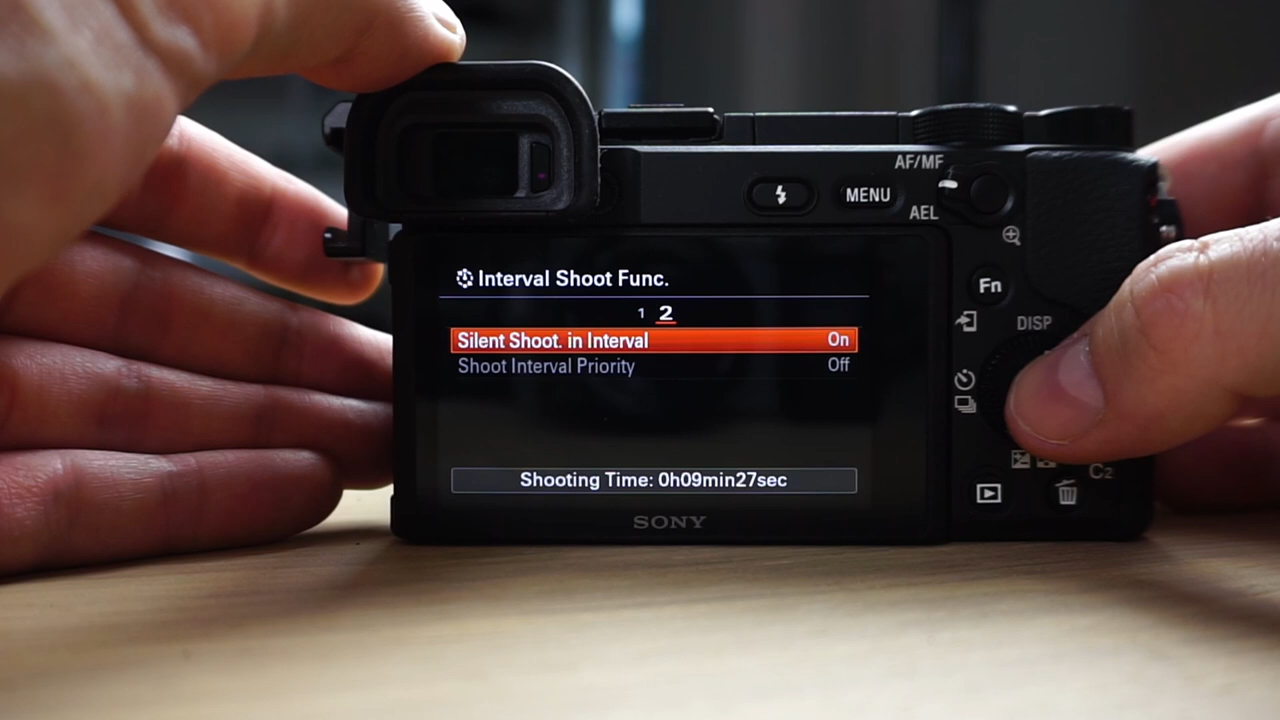 AF/MF
MENU
AEL
Interval Shoot Func.
1 2
Silent Shoot. in Interval On
Shoot Interval Priority Off
Shooting Time: 0h09min27sec
SONY
Fn
DISP
C2